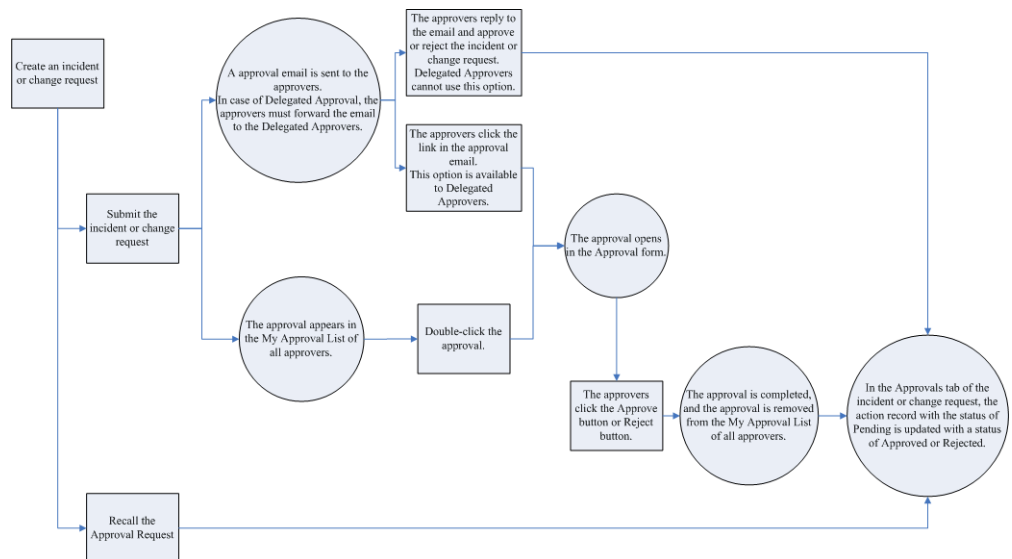 Create an incident
or change request
A approval email is sent to the
approvers.
In case of Delegated Approval, the
approvers must forward the email
to the Delegated Approvers.
The approvers reply to
the email and approve
or reject the incident or
change request.
Delegated Approvers
cannot use this option.
The approvers click the
link in the approval
email.
This option is available
to Delegated
Approvers.
Submit the
incident or change
request
The approval opens
in the Approval form.
The approval appears in
the My Approval List of
all approvers.
Double-click the
approval.
The approvers
click the Approve
button or Reject
button.
The approval is completed,
and the approval is removed
from the My Approval List
of all approvers.
In the Approvals tab of the
incident or change request, the
action record with the status of
Pending is updated with a status
of Approved or Rejected.
Recall the
Approval Request